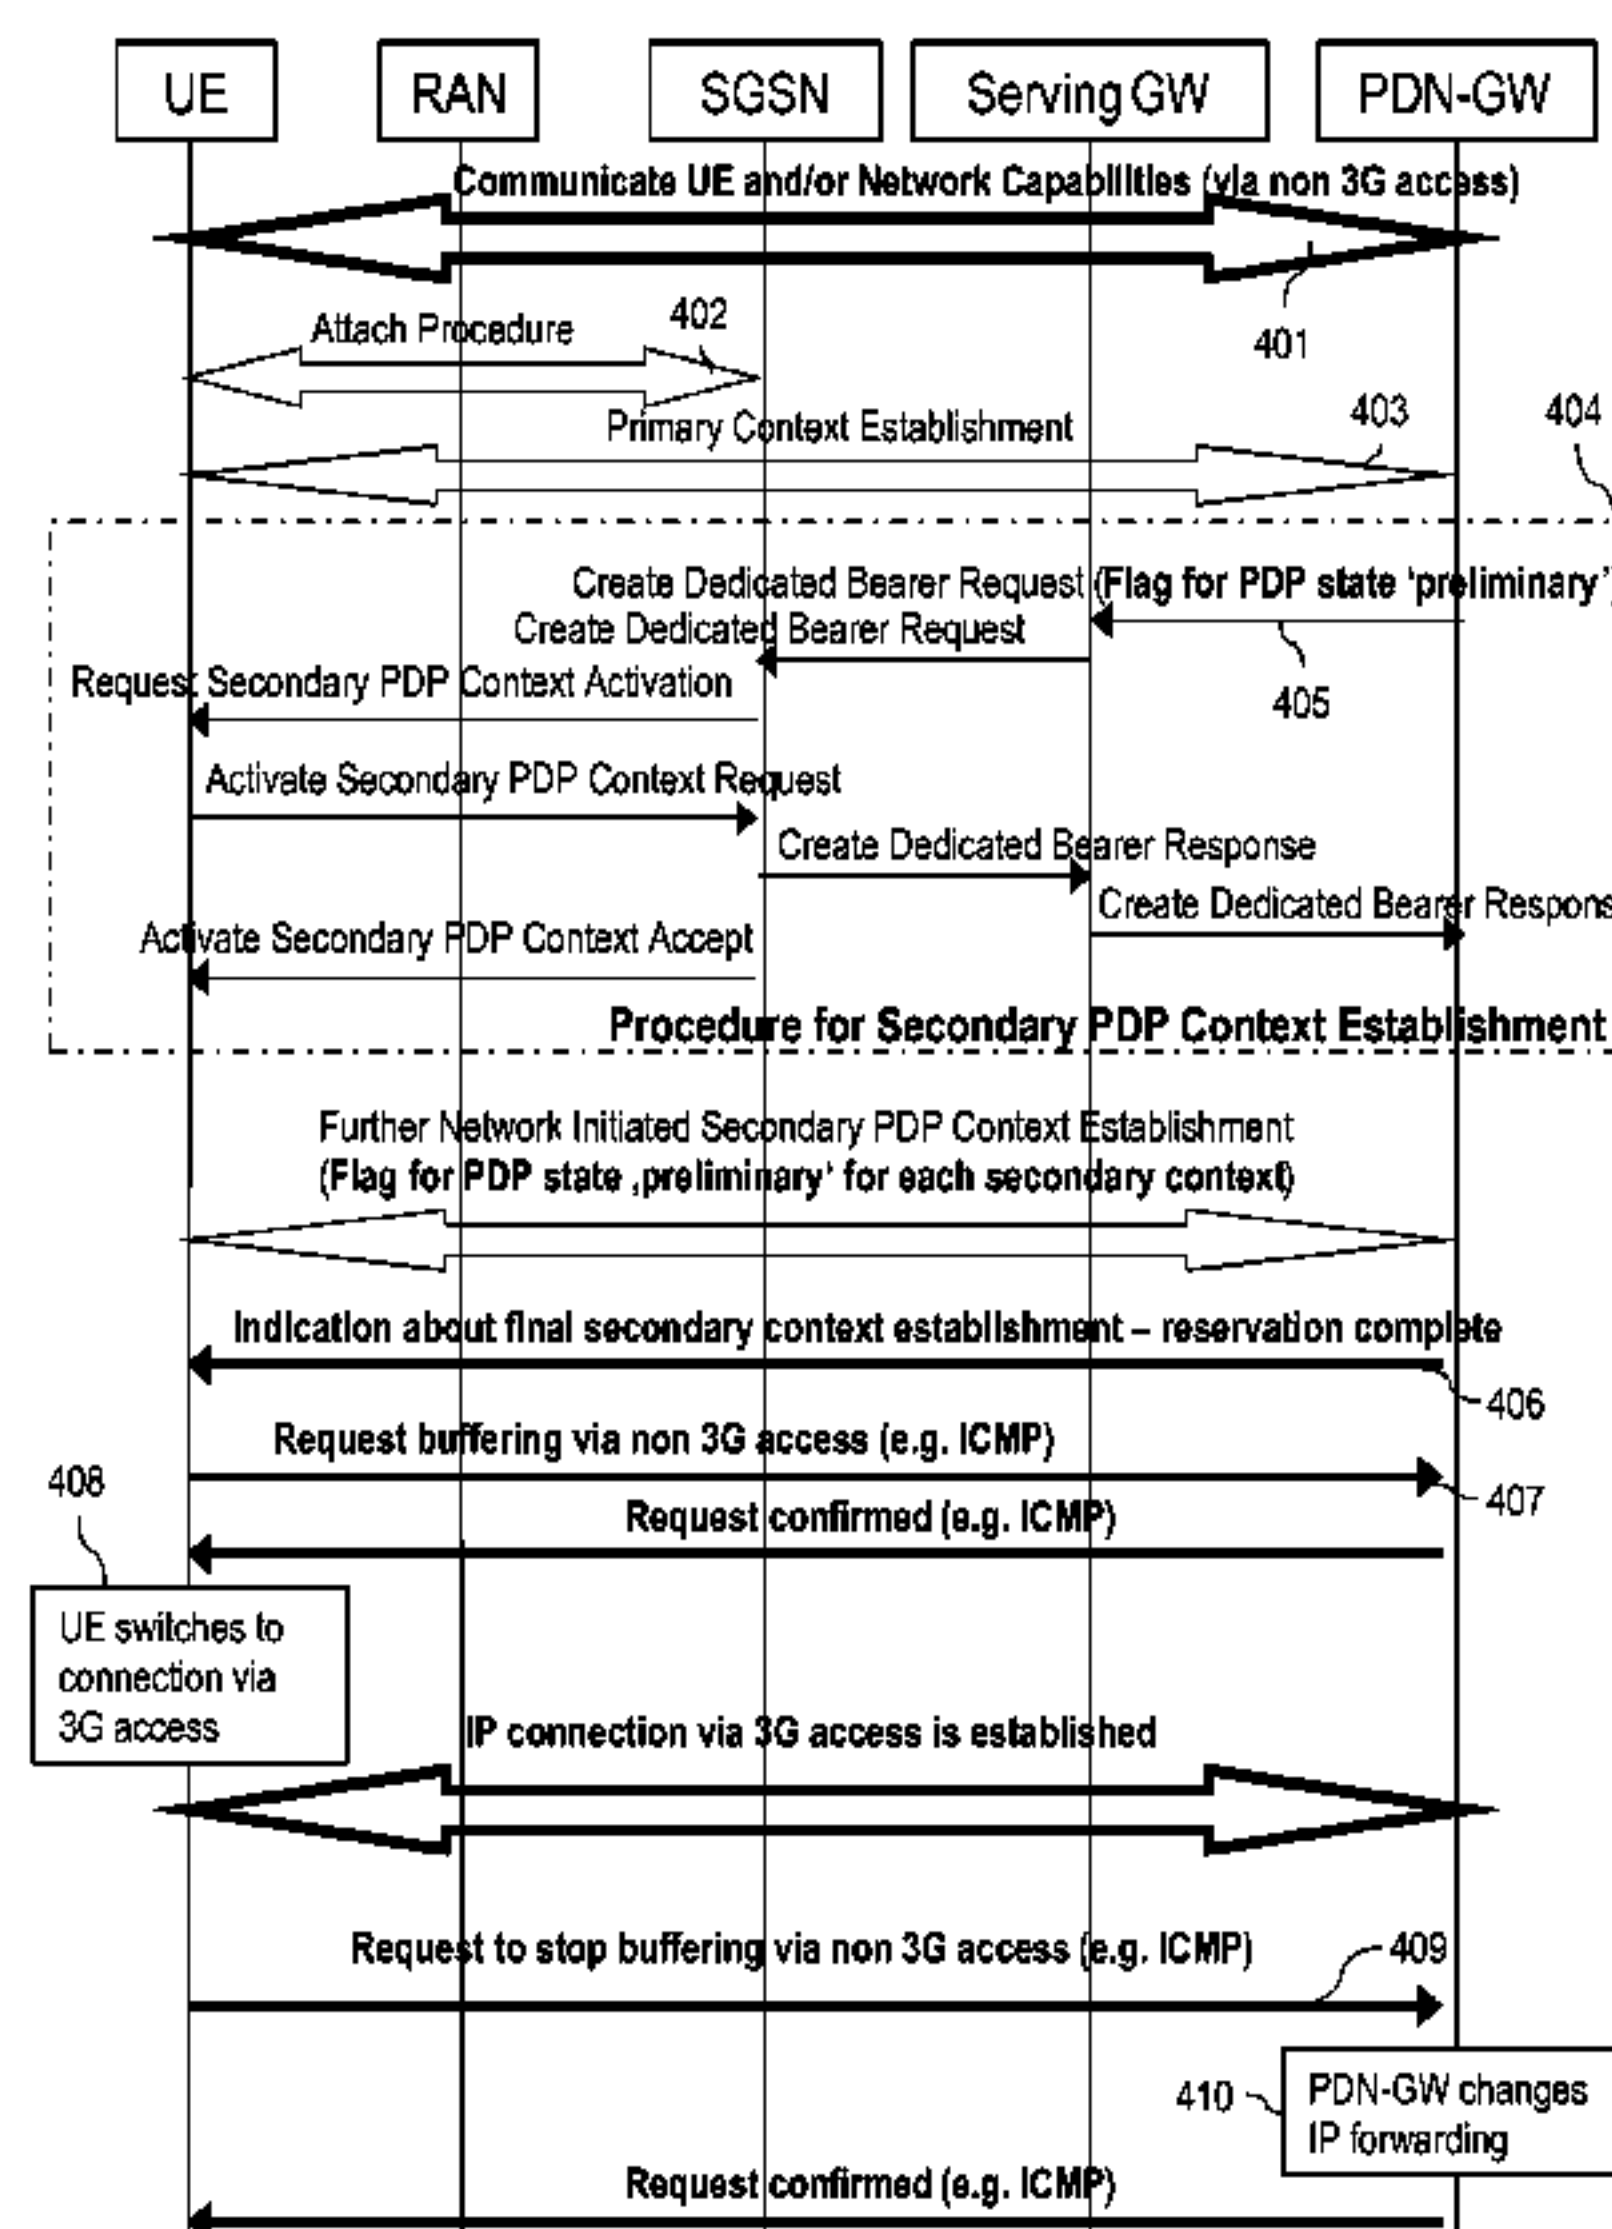 UE RAN SGSN Serving GW PDN-GW
Communicate UE and/or Network Capabilities (via non 3G access)
401
Attach Procedure
402
Primary Context Establishment
403
404
Create Dedicated Bearer Request (Flag for PDP state 'preliminary')
Create Dedicated Bearer Request
405
Request Secondary PDP Context Activation
Activate Secondary PDP Context Request
Create Dedicated Bearer Response
Create Dedicated Bearer Respons
Activate Secondary PDP Context Accept
Procedure for Secondary PDP Context Establishment
Further Network Initiated Secondary PDP Context Establishment
(Flag for PDP state ‚preliminary' for each secondary context)
Indication about final secondary context establishment – reservation complete
406
Request buffering via non 3G access (e.g. ICMP)
407
408
Request confirmed (e.g. ICMP)
UE switches to
connection via
3G access
IP connection via 3G access is established
Request to stop buffering via non 3G access (e.g. ICMP)
409
410
PDN-GW changes
IP forwarding
Request confirmed (e.g. ICMP)